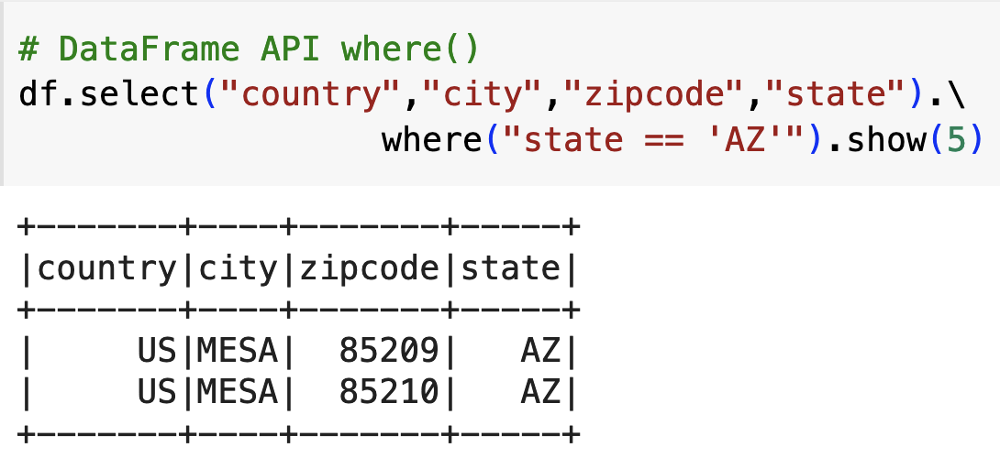 # DataFrame API where()
df.select("country","city","zipcode","state").\
                  where("state == 'AZ'").show(5)
+-------+----+-------+-----+
|country|city|zipcode|state|
+-------+----+-------+-----+
|     US|MESA|  85209|   AZ|
|     US|MESA|  85210|   AZ|
+-------+----+-------+-----+